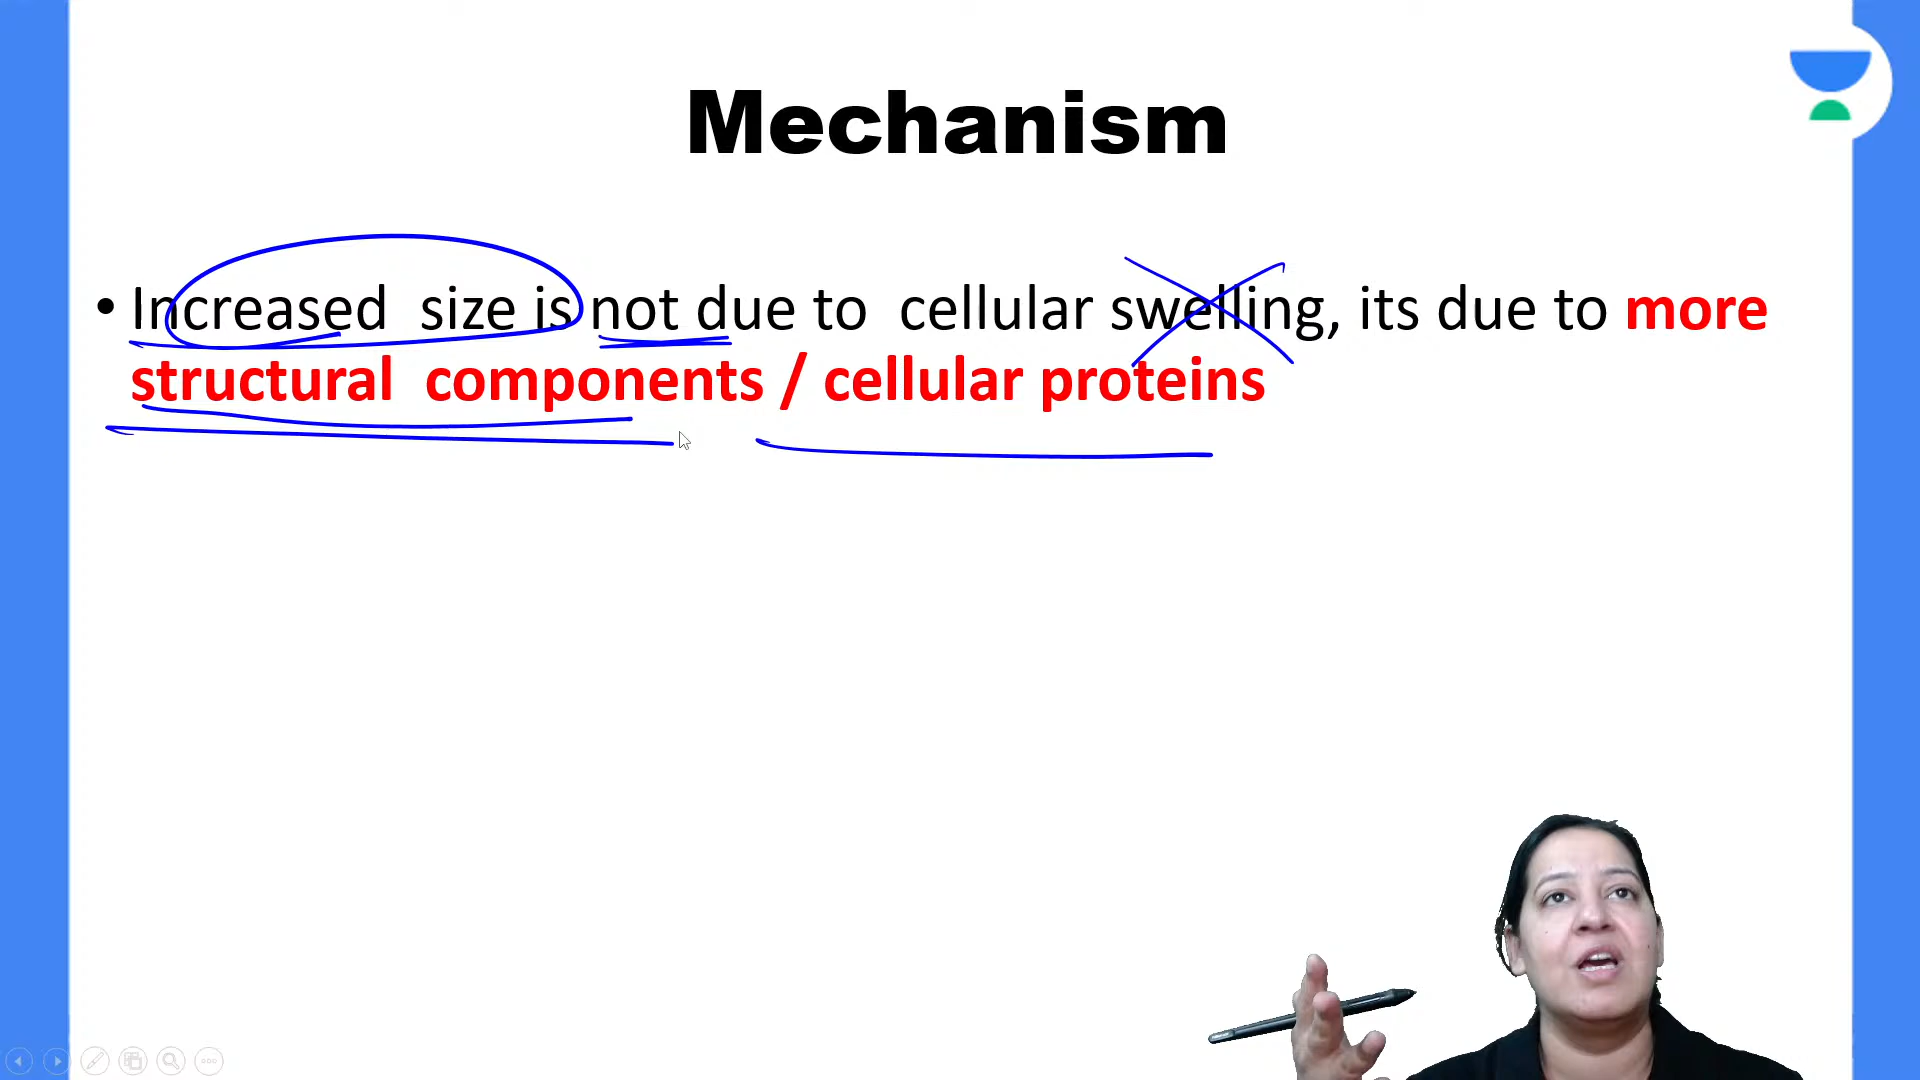 Mechanism
• Increased size is not due to cellular swelling, its due to more
structural components / cellular proteins